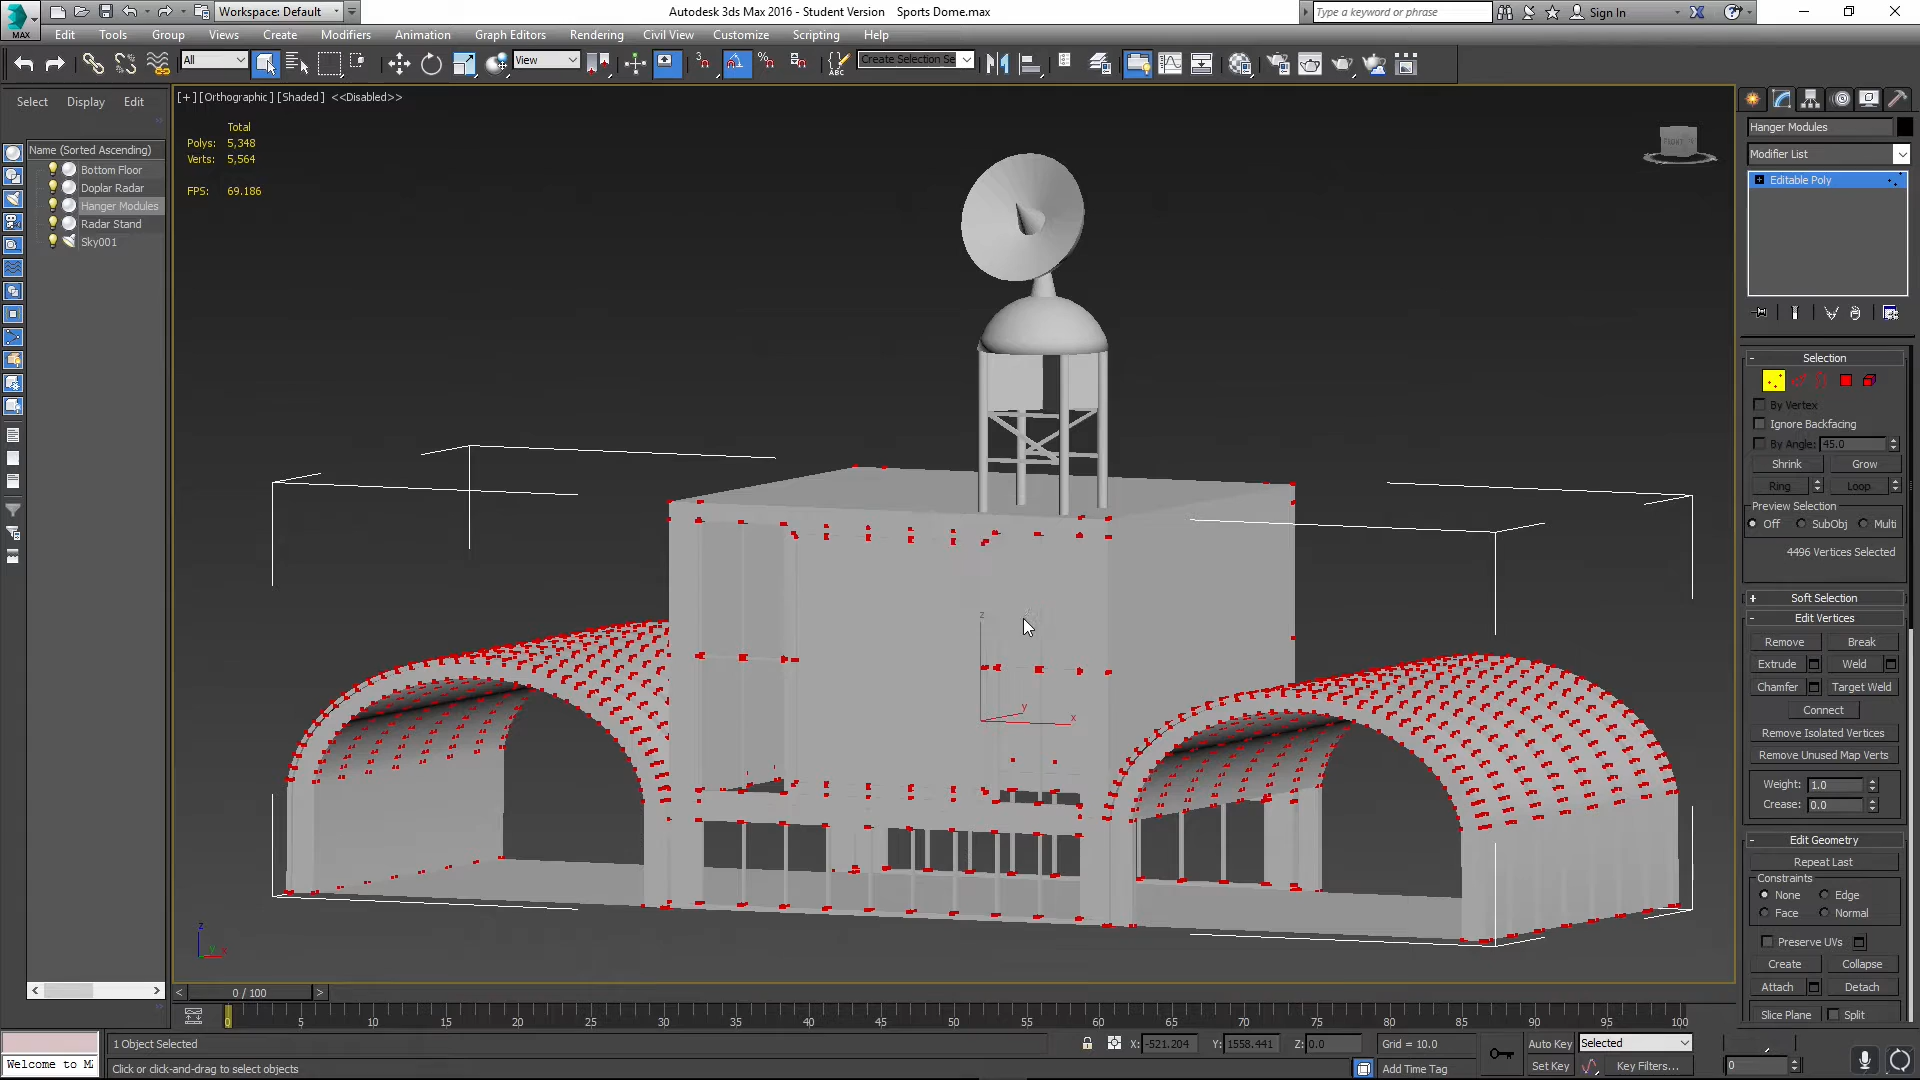 MAX
Workspace: Default
Autodesk 3ds Max 2016 - Student Version    Sports Dome.max
Type a keyword or phrase
Sign In
Edit Tools Group Views Create Modifiers Animation Graph Editors Rendering Civil View Customize Scripting Help
All
View
Create Selection Se
Select Display Edit
Name (Sorted Ascending)
Bottom Floor
Doplar Radar
Hanger Modules
Radar Stand
Sky001
[+] [Orthographic] [Shaded] <<Disabled>>
Total
Polys: 5,348
Verts: 5,564
FPS: 69.186
z
y
x
z
Hanger Modules
Modifier List
Editable Poly
Selection
By Vertex
Ignore Backfacing
By Angle: 45.0
Shrink Grow
Ring Loop
Preview Selection
Off SubObj Multi
4496 Vertices Selected
Soft Selection
Edit Vertices
Remove Break
Extrude Weld
Chamfer Target Weld
Connect
Remove Isolated Vertices
Remove Unused Map Verts
Weight: 1.0
Crease: 0.0
Edit Geometry
Repeat Last
Constraints
None Edge
Face Normal
Preserve UVs
Create Collapse
Attach Detach
Slice Plane Split
0 / 100
0 5 10 15 20 25 30 35 40 45 50 55 60 65 70 75 80 85 90 95 100
1 Object Selected
X: -521.204 Y: 1558.441 Z: 0.0 Grid = 10.0
Auto Key Selected
Welcome to M
Click or click-and-drag to select objects
Add Time Tag
Set Key Key Filters...
0